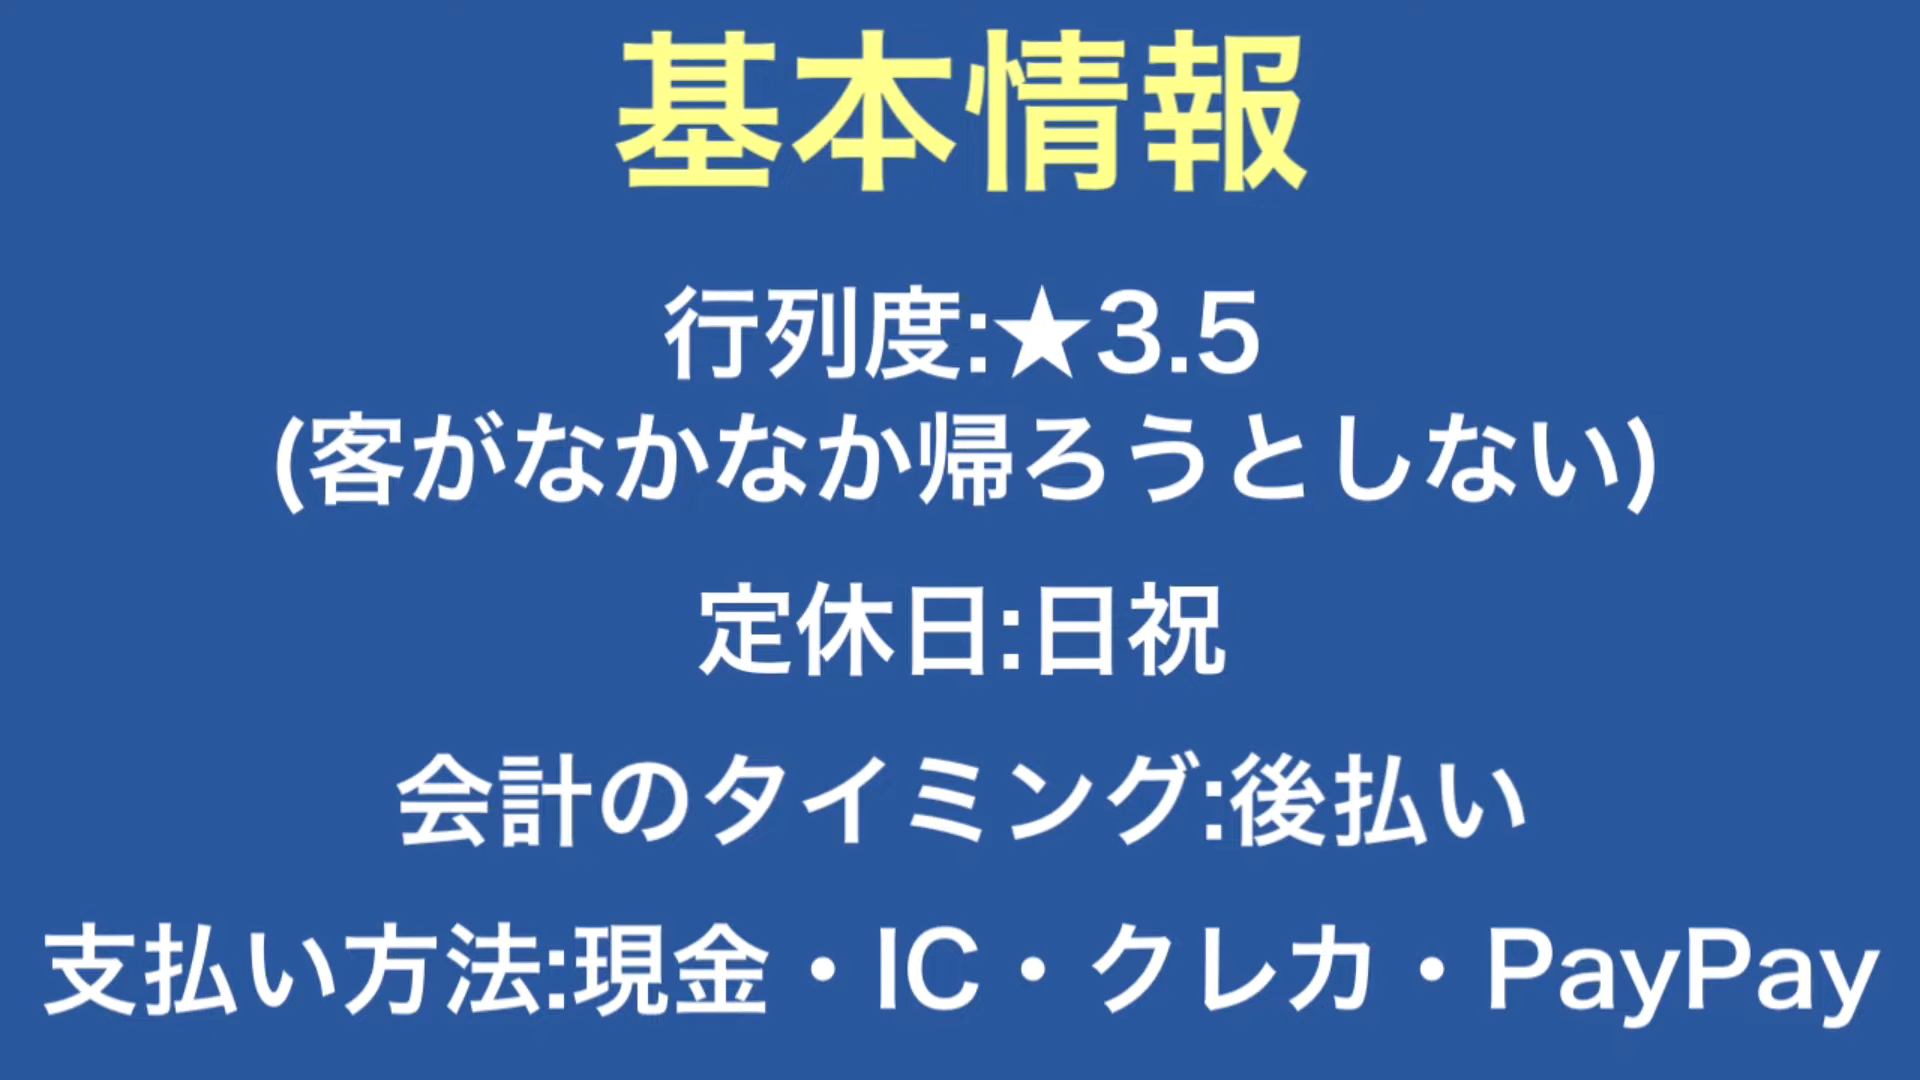 基本情報
行列度:★3.5
(客がなかなか帰ろうとしない)
定休日:日祝
会計のタイミング:後払い
支払い方法:現金・IC・クレカ・PayPay